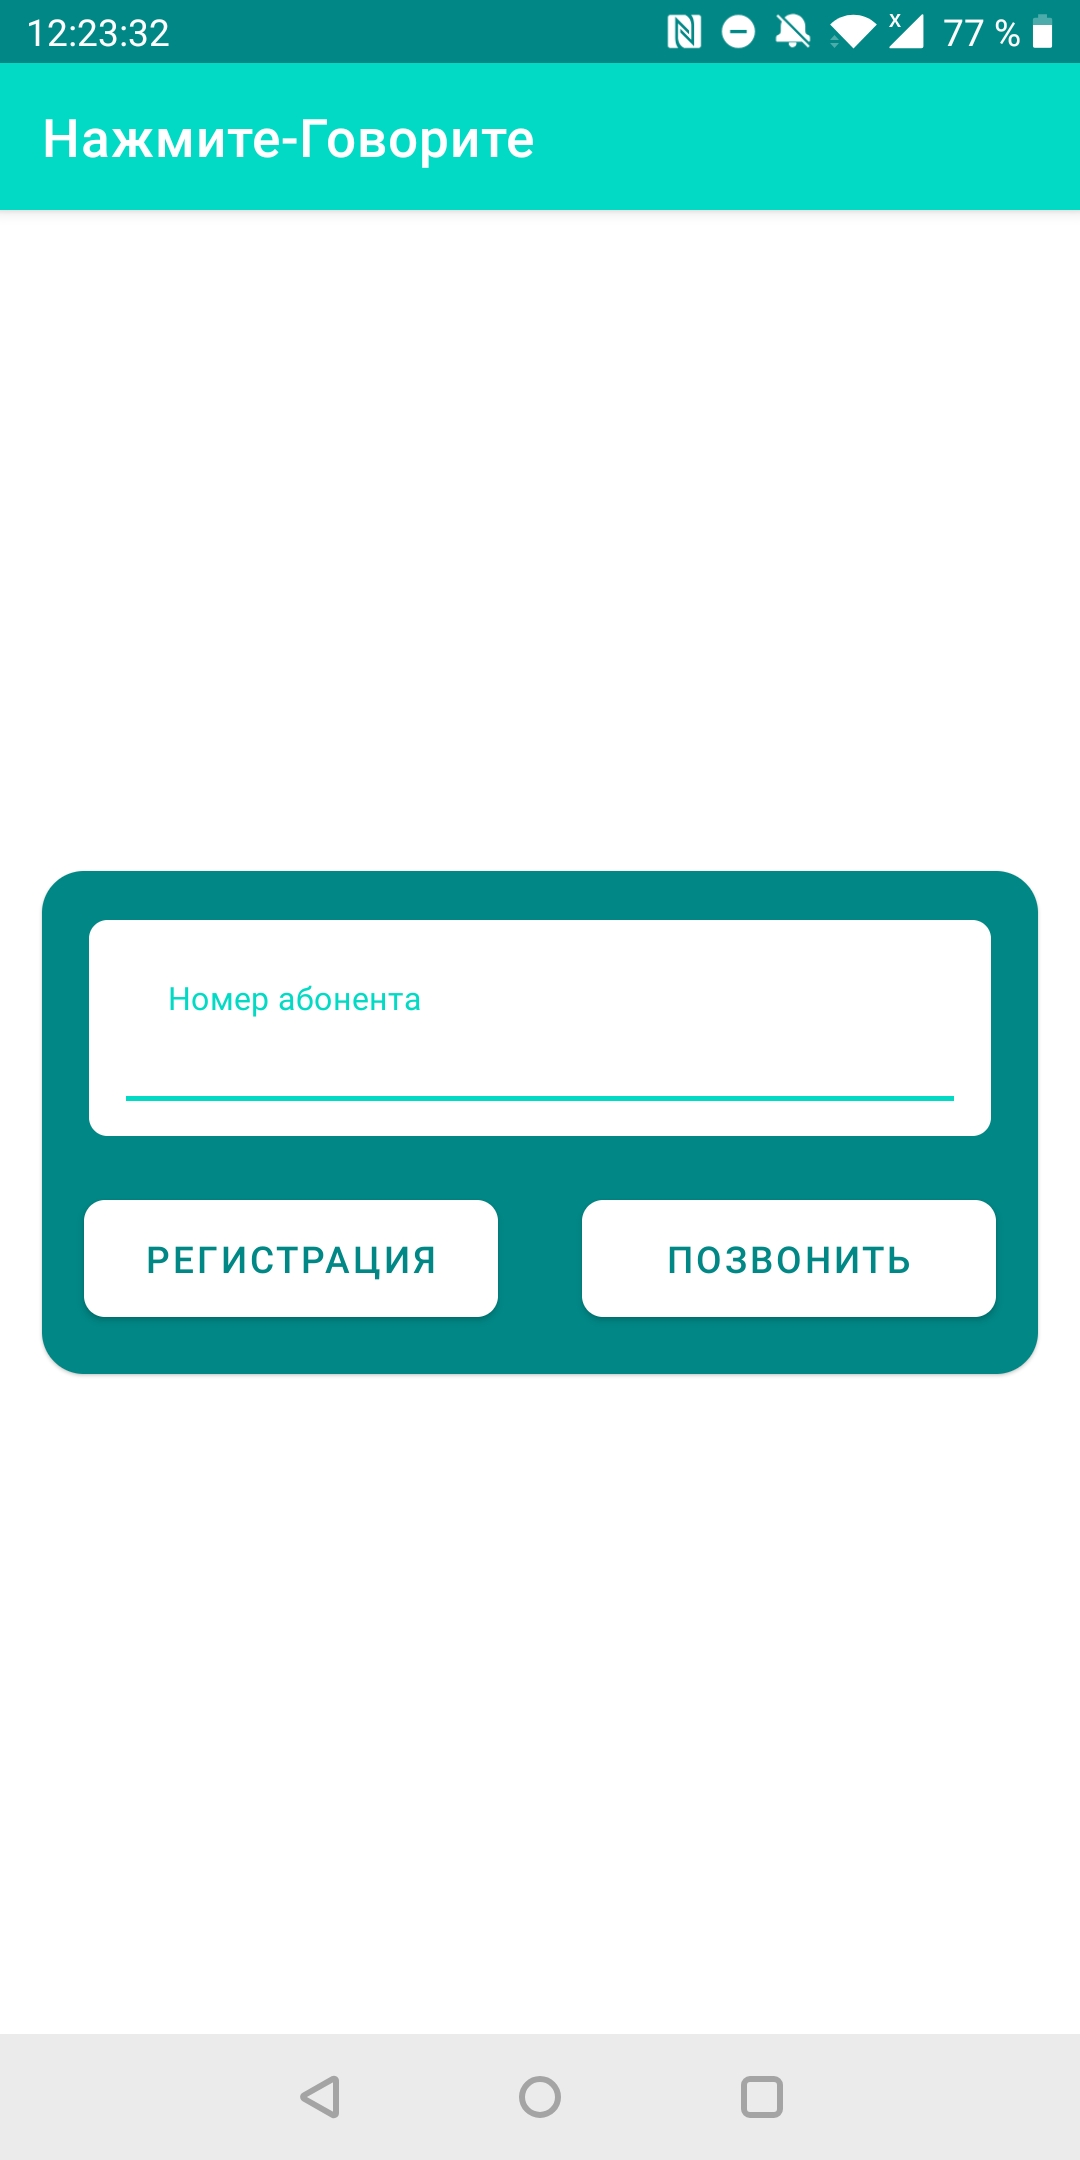 12:23:32 x 77 %
Нажмите-Говорите
Номер абонента
РЕГИСТРАЦИЯ ПОЗВОНИТЬ